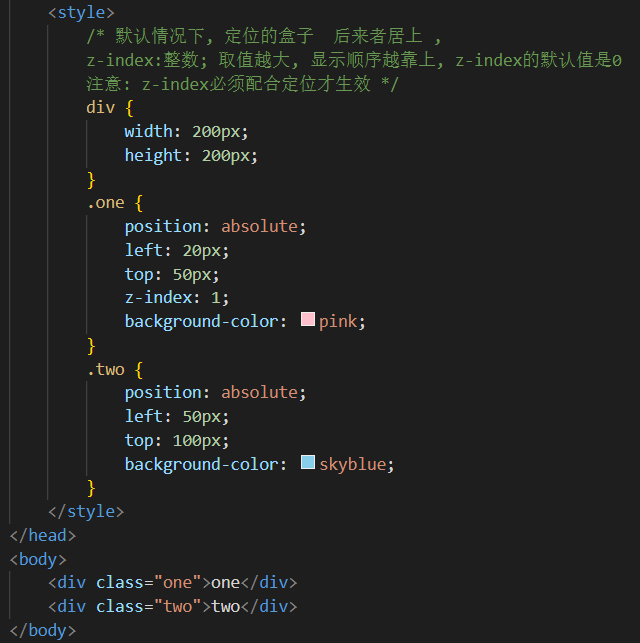 <style>
/* 默认情况下, 定位的盒子  后来者居上 ,
z-index:整数; 取值越大, 显示顺序越靠上, z-index的默认值是0
注意: z-index必须配合定位才生效 */
div {
width: 200px;
height: 200px;
}
.one {
position: absolute;
left: 20px;
top: 50px;
z-index: 1;
background-color: pink;
}
.two {
position: absolute;
left: 50px;
top: 100px;
background-color: skyblue;
}
</style>
</head>
<body>
<div class="one">one</div>
<div class="two">two</div>
</body>